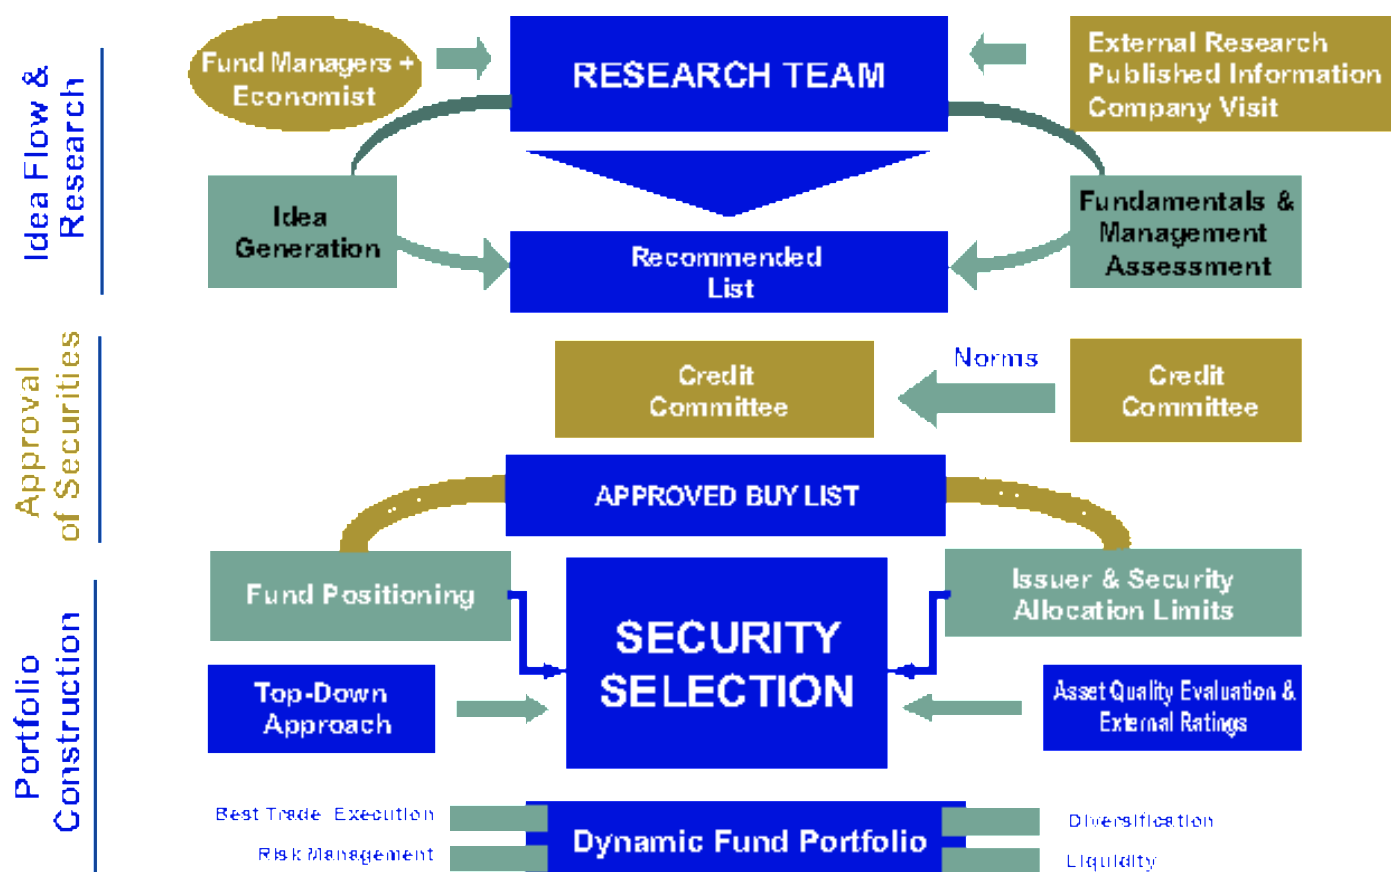 Idea Flow &
Research
Fund Managers +
Economist
RESEARCH TEAM
External Research
Published Information
Company Visit
Idea
Generation
Recommended
List
Fundamentals &
Management
Assessment
Approval
of Securities
Credit
Committee
Norms
Credit
Committee
APPROVED BUY LIST
Portfolio
Construction
Fund Positioning
SECURITY
SELECTION
Issuer & Security
Allocation Limits
Top-Down
Approach
Asset Quality Evaluation &
External Ratings
Best Trade Execution
Risk Management
Dynamic Fund Portfolio
Diversification
Liquidity